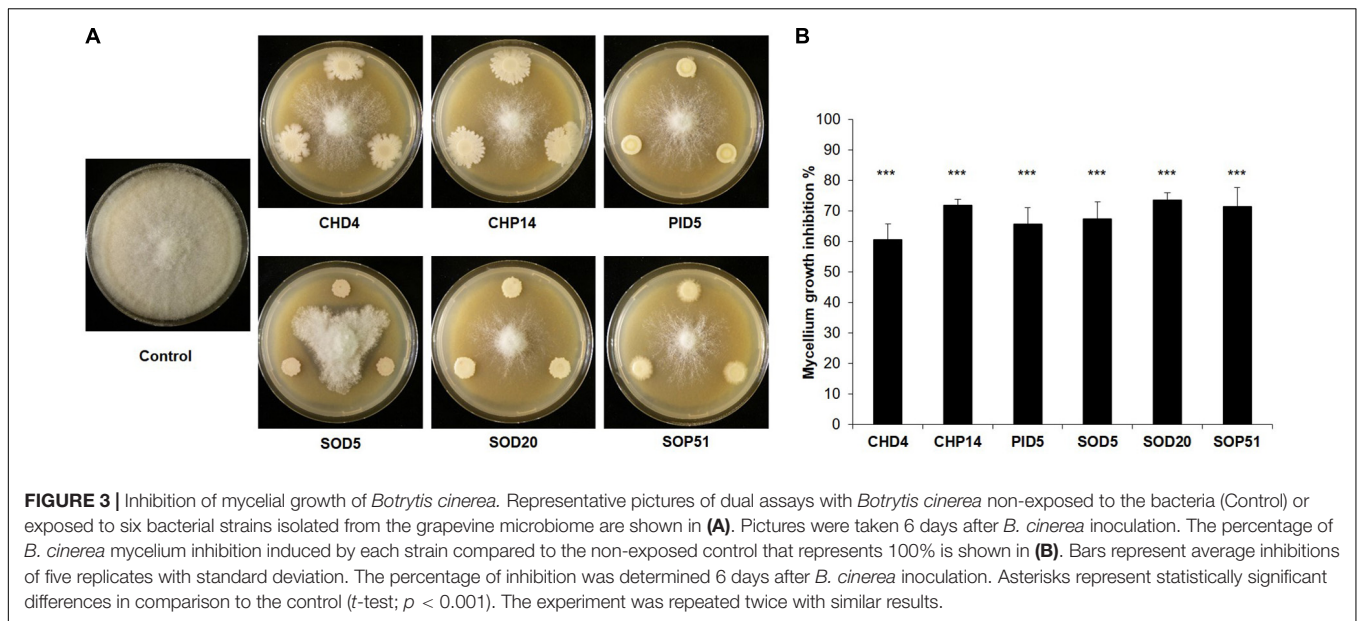 A
B
Control
CHD4
CHP14
PID5
SOD5
SOD20
SOP51
Mycellium growth inhibition %
100
90
80
70
60
50
40
30
20
10
0
*** *** *** *** *** ***
CHD4 CHP14 PID5 SOD5 SOD20 SOP51
FIGURE 3 | Inhibition of mycelial growth of Botrytis cinerea. Representative pictures of dual assays with Botrytis cinerea non-exposed to the bacteria (Control) or
exposed to six bacterial strains isolated from the grapevine microbiome are shown in (A). Pictures were taken 6 days after B. cinerea inoculation. The percentage of
B. cinerea mycelium inhibition induced by each strain compared to the non-exposed control that represents 100% is shown in (B). Bars represent average inhibitions
of five replicates with standard deviation. The percentage of inhibition was determined 6 days after B. cinerea inoculation. Asterisks represent statistically significant
differences in comparison to the control (t-test; p < 0.001). The experiment was repeated twice with similar results.